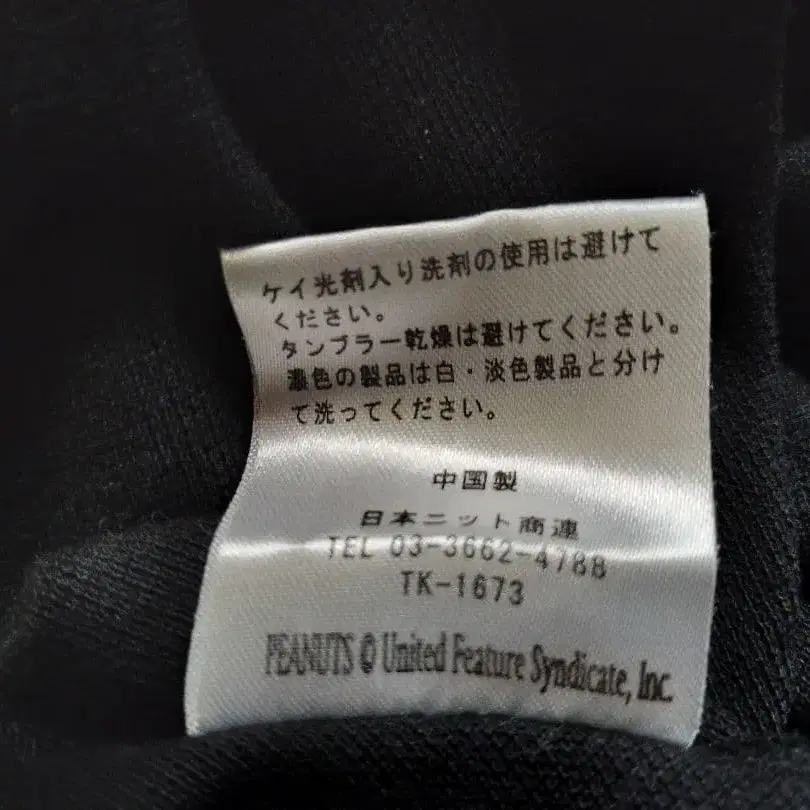 ケイ光剤入り洗剤の使用は避けて
ください。
タンブラー乾燥は避けてください。
濃色の製品は白・淡色製品と分け
て洗ってください。
中国製
日本ニット商連
TEL 03-3662-4788
TK-1673
PEANUTS © United Feature Syndicate, Inc.